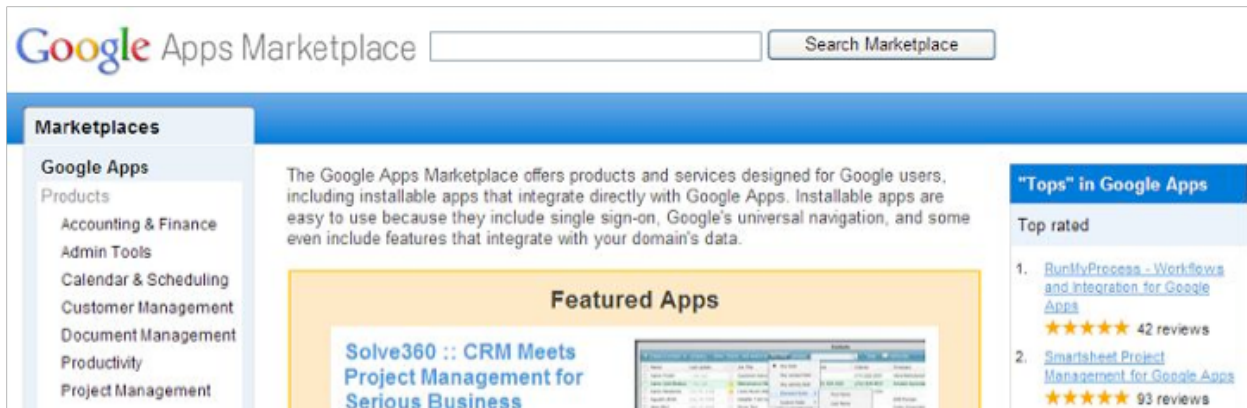 Google Apps Marketplace
Search Marketplace
Marketplaces
Google Apps
Products
Accounting & Finance
Admin Tools
Calendar & Scheduling
Customer Management
Document Management
Productivity
Project Management
The Google Apps Marketplace offers products and services designed for Google users,
including installable apps that integrate directly with Google Apps. Installable apps are
easy to use because they include single sign-on, Google's universal navigation, and some
even include features that integrate with your domain's data.
Featured Apps
Solve360 :: CRM Meets
Project Management for
Serious Business
"Tops" in Google Apps
Top rated
1. RunMyProcess - Workflows
and Integration for Google
Apps
42 reviews
2. Smartsheet Project
Management for Google Apps
93 reviews